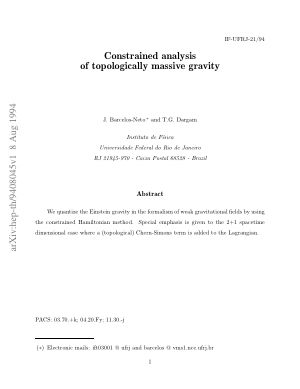 IF-UFRJ-21/94
Constrained analysis
of topologically massive gravity
J. Barcelos-Neto* and T.G. Dargam
Instituto de Física
Universidade Federal do Rio de Janeiro
RJ 21945-970 - Caixa Postal 68528 - Brasil
Abstract
We quantize the Einstein gravity in the formalism of weak gravitational fields by using
the constrained Hamiltonian method. Special emphasis is given to the 2+1 spacetime
dimensional case where a (topological) Chern-Simons term is added to the Lagrangian.
PACS: 03.70.+k; 04.20.Fy; 11.30.-j
(∗) Electronic mails: ift03001 @ ufrj and barcelos @ vms1.nce.ufrj.br
1
arXiv:hep-th/9408045v1 8 Aug 1994